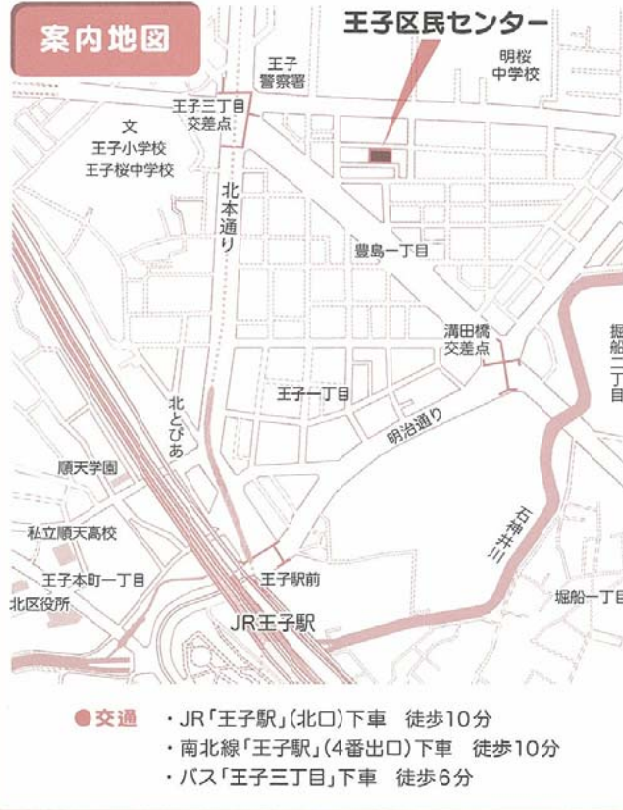 案内地図
王子区民センター
王子
警察署
明桜
中学校
王子三丁目
交差点
文
王子小学校
王子桜中学校
北本通り
豊島一丁目
溝田橋
交差点
堀船二丁目
王子一丁目
北とぴあ
明治通り
順天学園
石神井川
私立順天高校
王子本町一丁目
王子駅前
北区役所
堀船一丁目
JR王子駅
●交通 ・JR「王子駅」(北口)下車 徒歩10分
・南北線「王子駅」(4番出口)下車 徒歩10分
・バス「王子三丁目」下車 徒歩6分